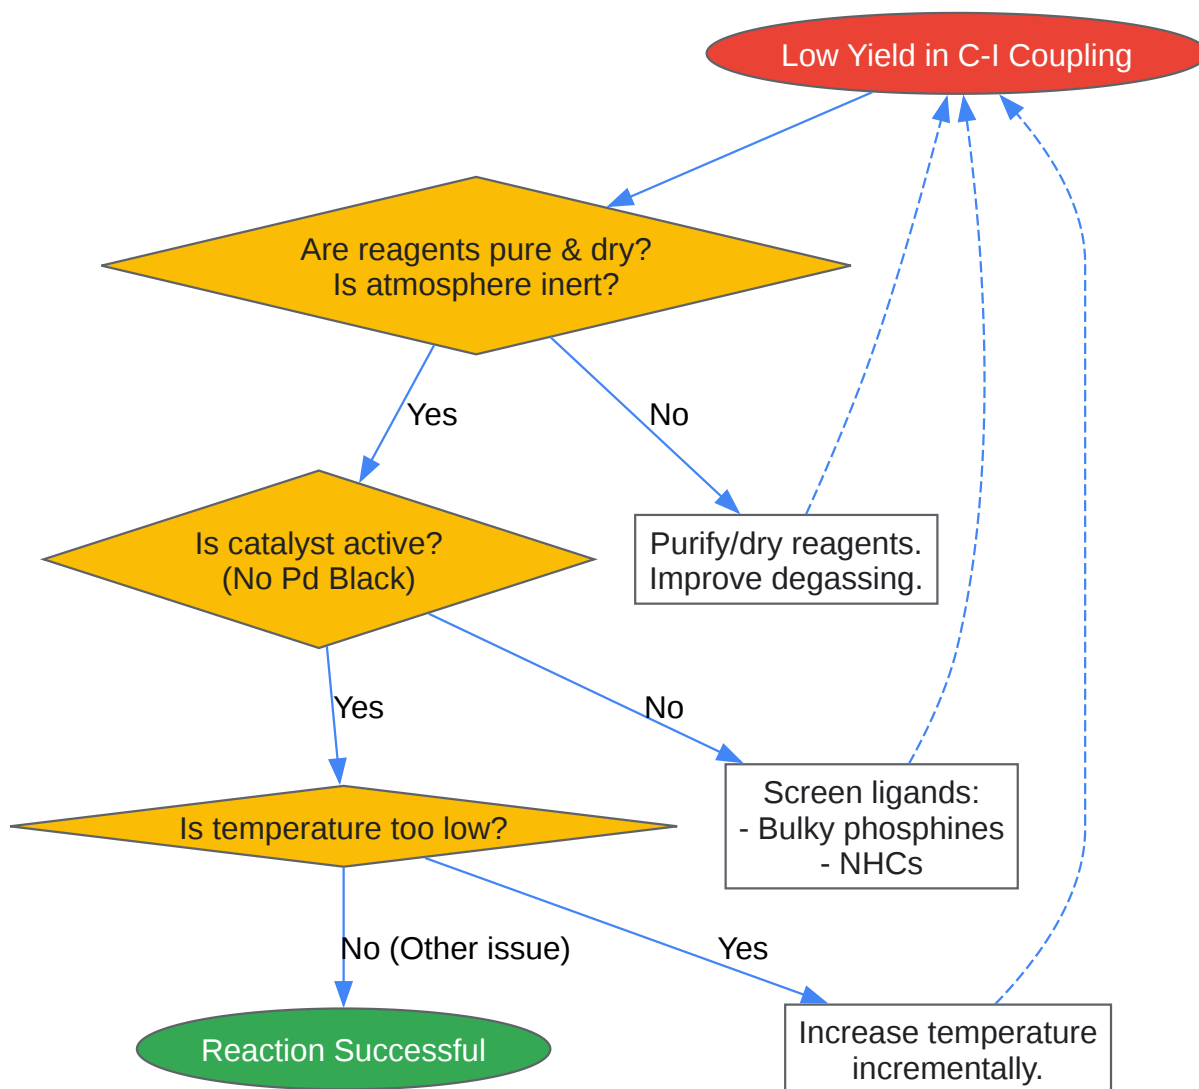 Low Yield in C-I Coupling
Are reagents pure & dry?
Is atmosphere inert?
Yes
No
Is catalyst active?
(No Pd Black)
Purify/dry reagents.
Improve degassing.
Yes
No
Screen ligands:
- Bulky phosphines
- NHCs
Is temperature too low?
No (Other issue)
Yes
Reaction Successful
Increase temperature
incrementally.